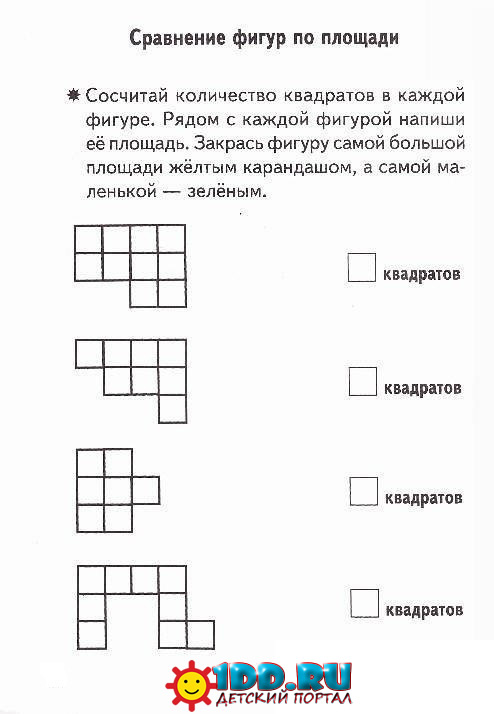 Сравнение фигур по площади
✷ Сосчитай количество квадратов в каждой
фигуре. Рядом с каждой фигурой напиши
её площадь. Закрась фигуру самой большой
площади жёлтым карандашом, а самой ма-
ленькой — зелёным.
квадратов
квадратов
квадратов
квадратов
1DD.RU
ДЕТСКИЙ ПОРТАЛ